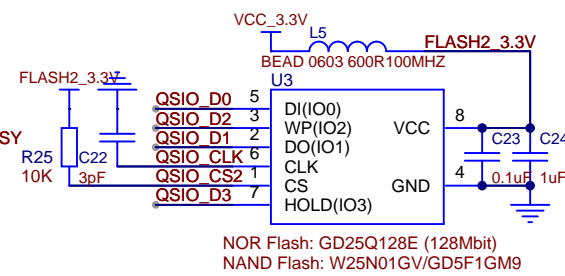 VCC_3.3V
L5
FLASH2_3.3V
BEAD 0603 600R100MHZ
FLASH2_3.3V
U3
QSIO_D0 5 DI(IO0)
QSIO_D2 3 WP(IO2) VCC 8
SY QSIO_D1 2 DO(IO1) C23 C24
R25 C22 QSIO_CLK 6 CLK
10K 3pF QSIO_CS2 1 CS GND 4 0.1uF 1uF
QSIO_D3 7 HOLD(IO3)
NOR Flash: GD25Q128E (128Mbit)
NAND Flash: W25N01GV/GD5F1GM9